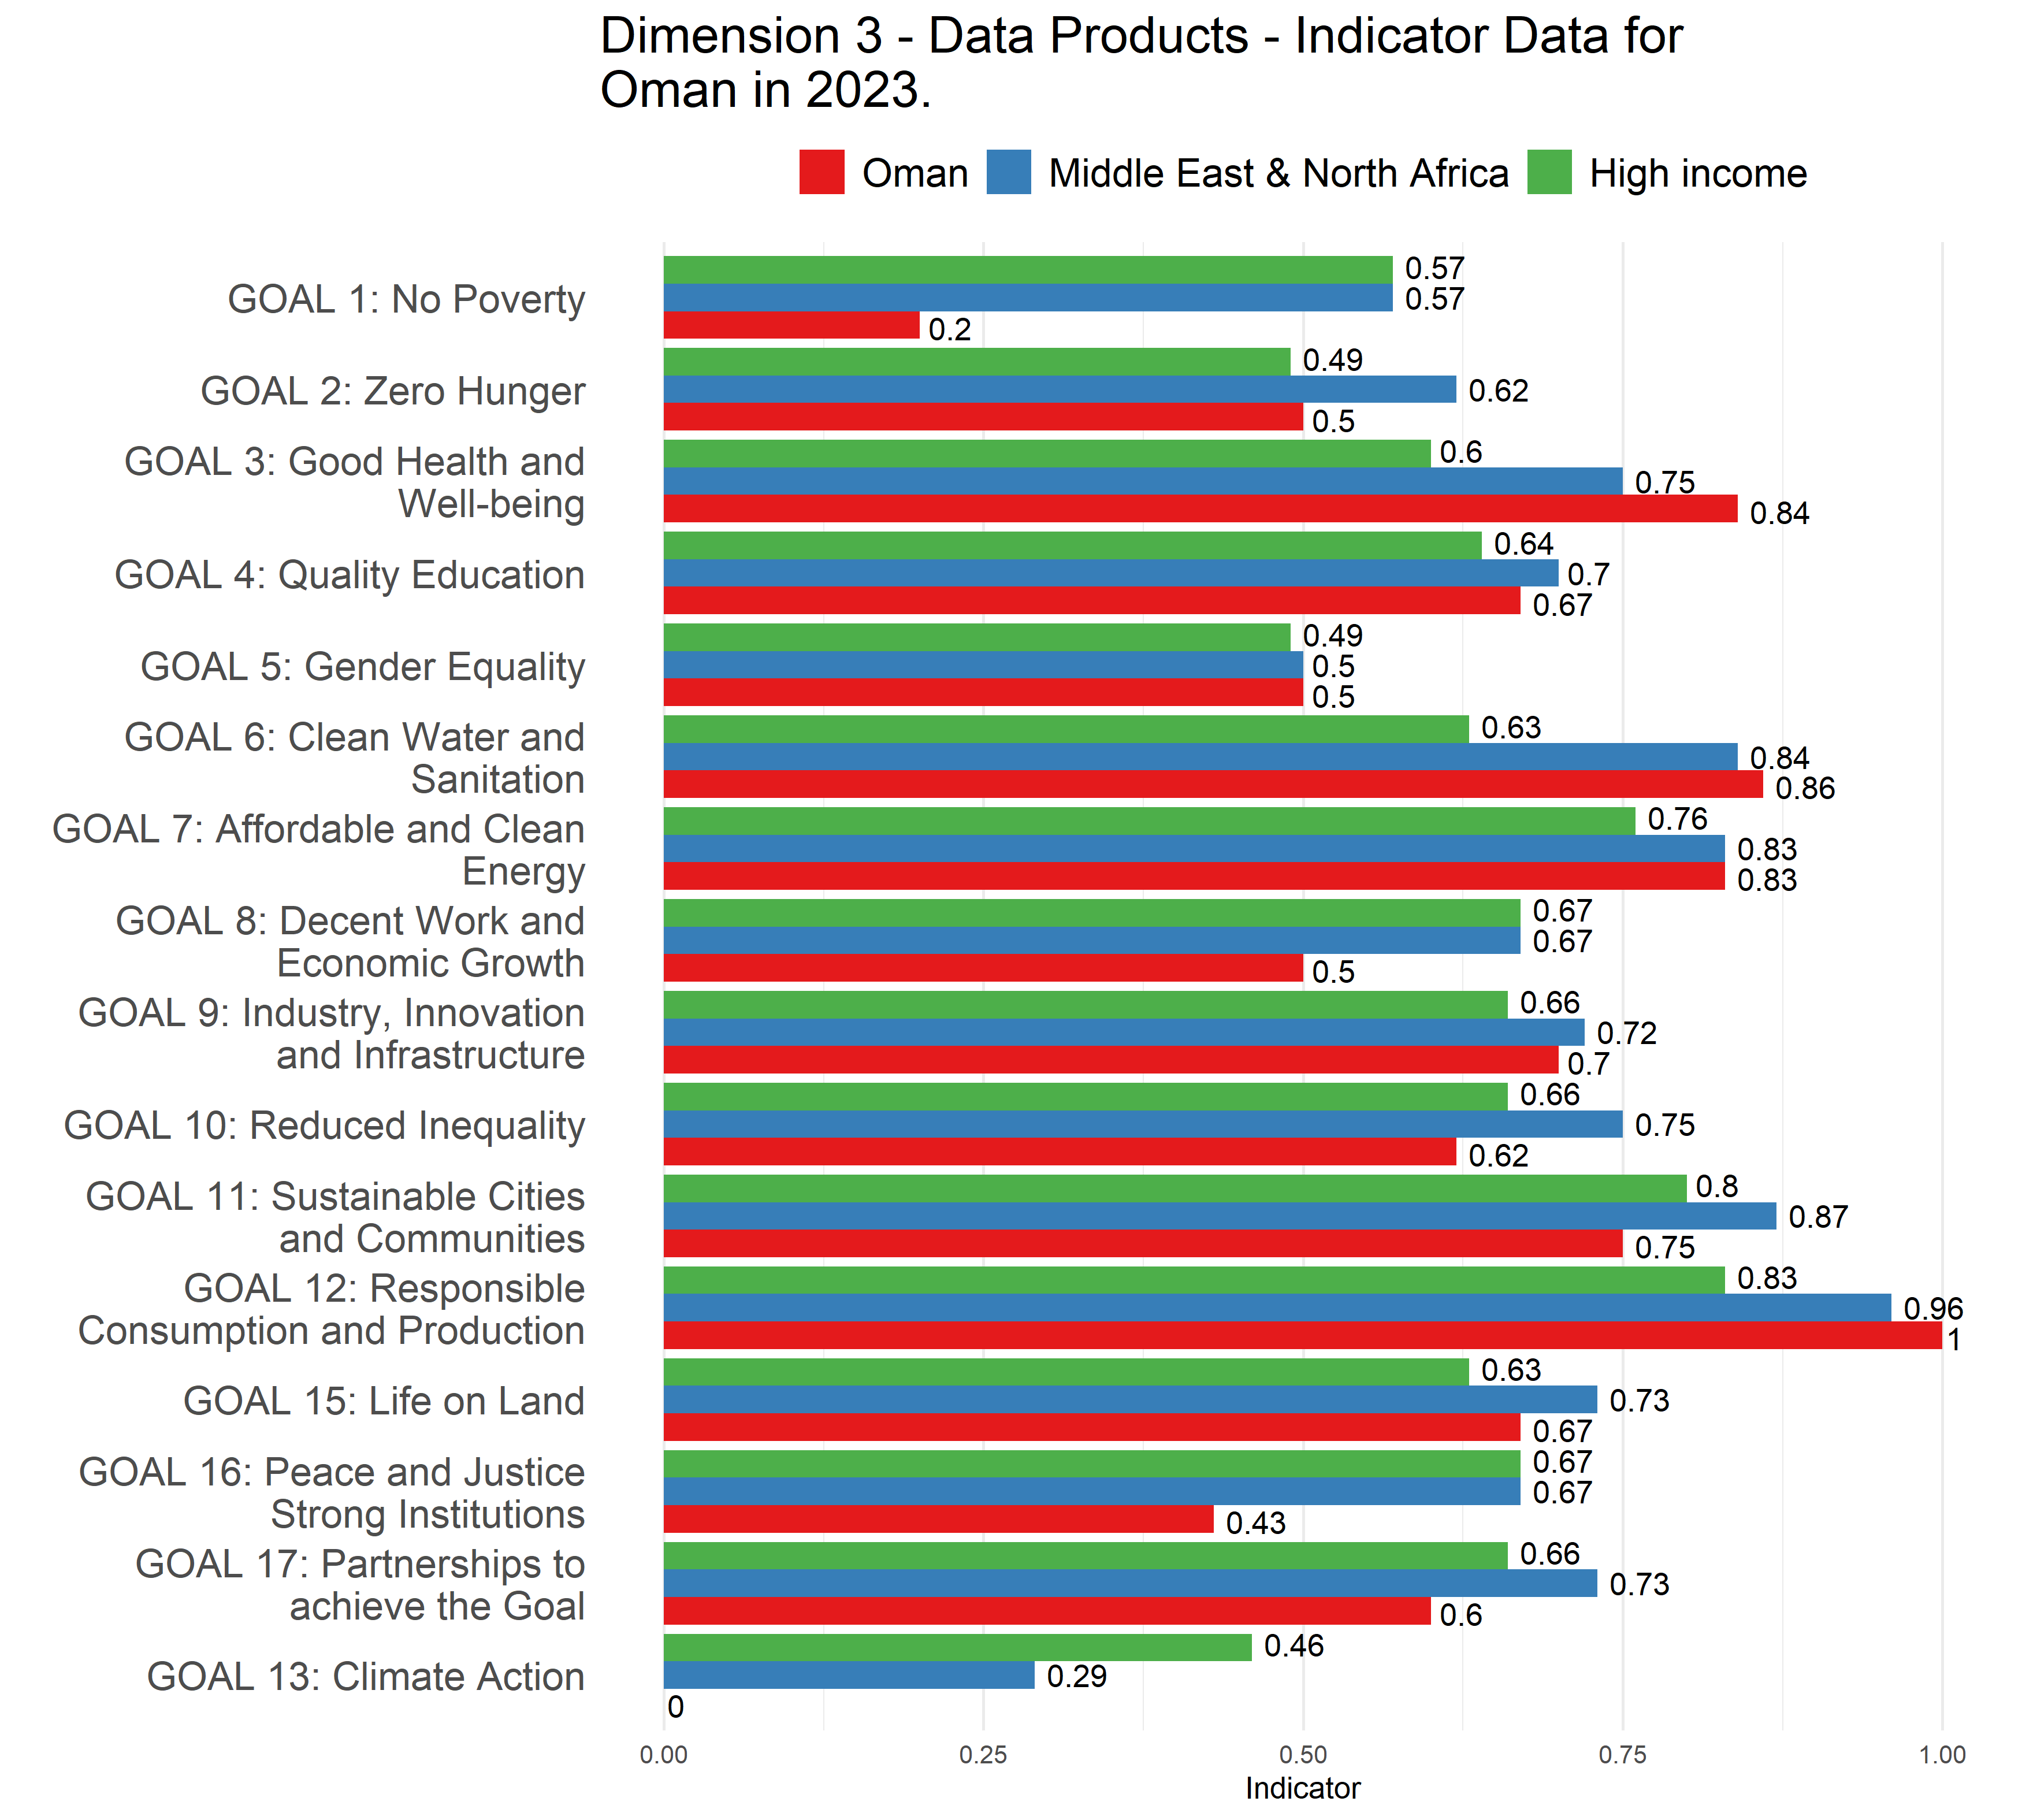 Dimension 3 - Data Products - Indicator Data for
Oman in 2023.
Oman
Middle East & North Africa
High income
GOAL 1: No Poverty
0.57
0.57
0.2
GOAL 2: Zero Hunger
0.49
0.62
0.5
GOAL 3: Good Health and
Well-being
0.6
0.75
0.84
GOAL 4: Quality Education
0.64
0.7
0.67
GOAL 5: Gender Equality
0.49
0.5
0.5
GOAL 6: Clean Water and
Sanitation
0.63
0.84
0.86
GOAL 7: Affordable and Clean
Energy
0.76
0.83
0.83
GOAL 8: Decent Work and
Economic Growth
0.67
0.67
0.5
GOAL 9: Industry, Innovation
and Infrastructure
0.66
0.72
0.7
GOAL 10: Reduced Inequality
0.66
0.75
0.62
GOAL 11: Sustainable Cities
and Communities
0.8
0.87
0.75
GOAL 12: Responsible
Consumption and Production
0.83
0.96
1
GOAL 15: Life on Land
0.63
0.73
0.67
GOAL 16: Peace and Justice
Strong Institutions
0.67
0.67
0.43
GOAL 17: Partnerships to
achieve the Goal
0.66
0.73
0.6
GOAL 13: Climate Action
0.46
0.29
0
0.00
0.25
0.50
0.75
1.00
Indicator